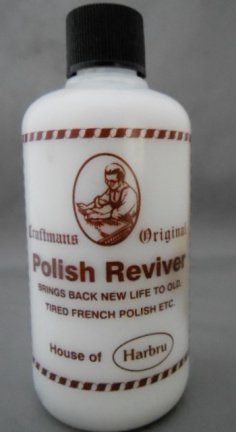 Craftmans Original
Polish Reviver
BRINGS BACK NEW LIFE TO OLD,
TIRED FRENCH POLISH ETC.
House of Harbru